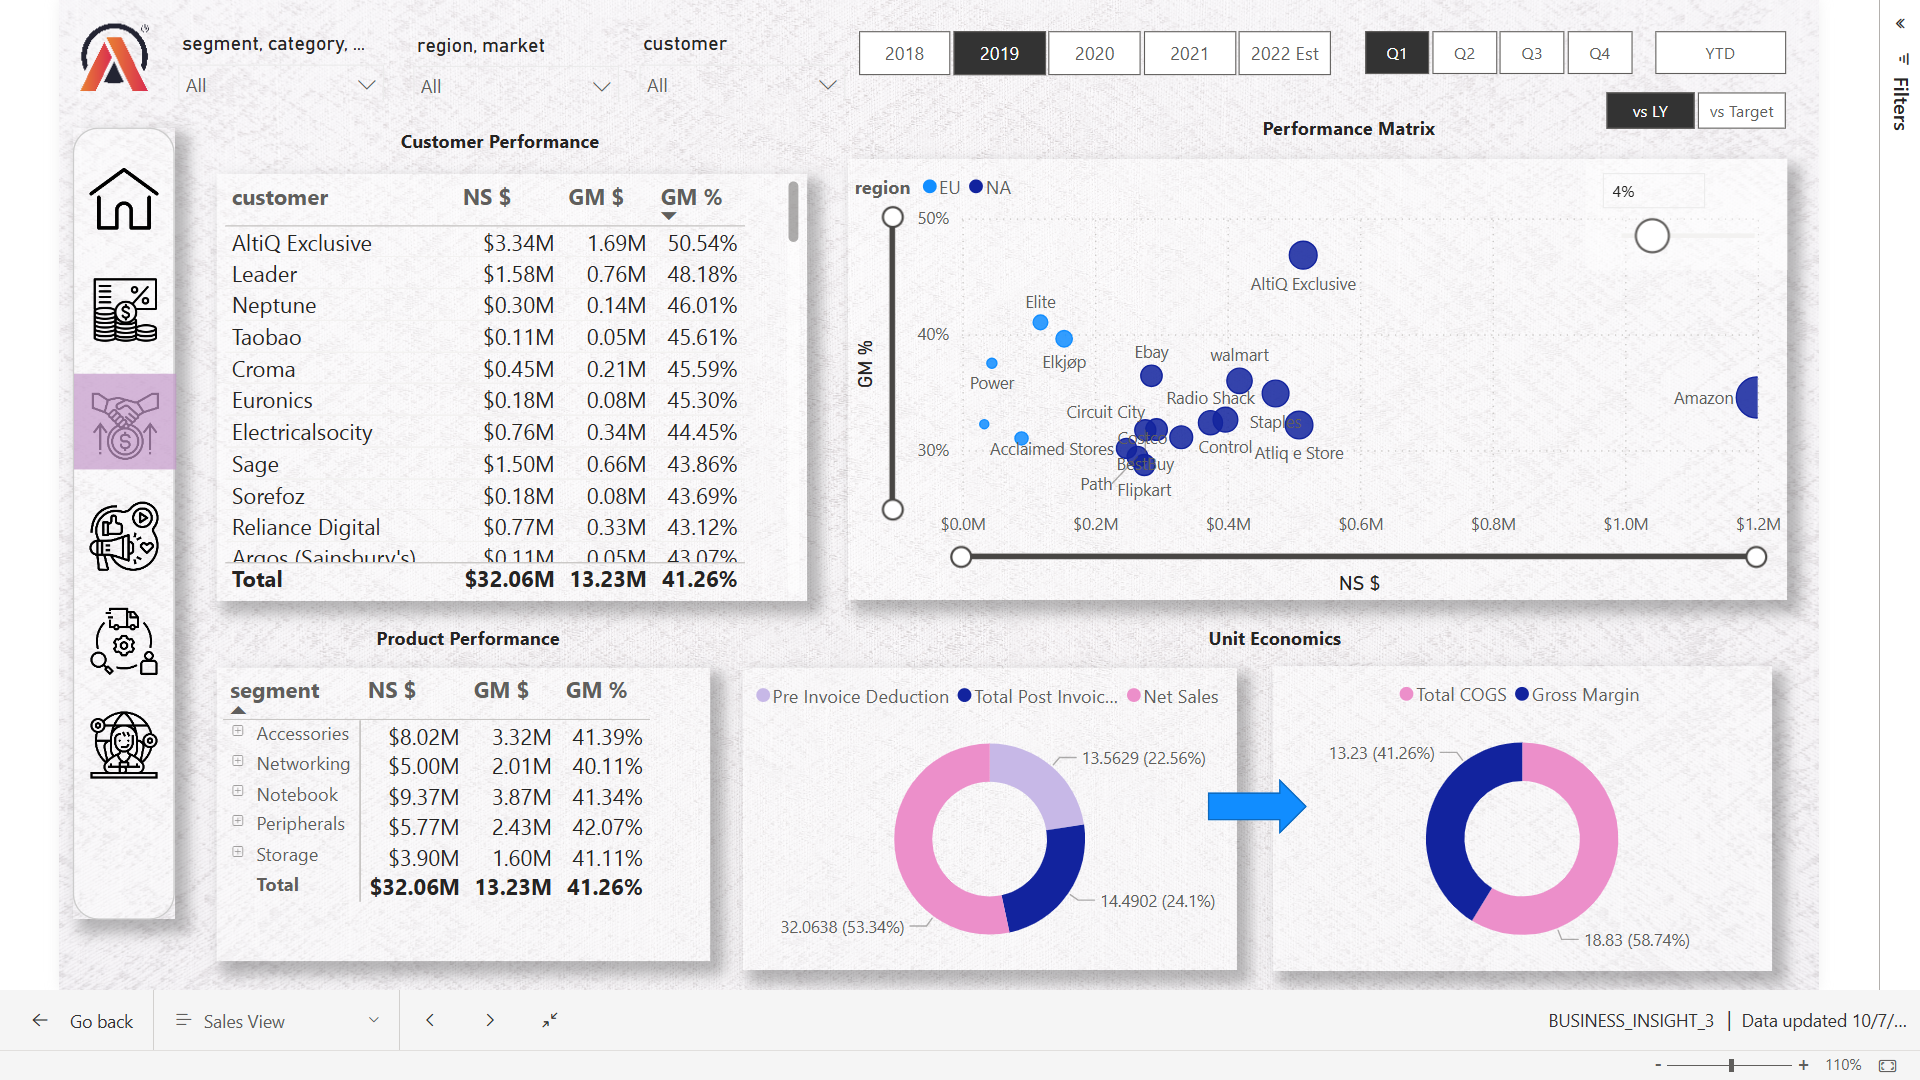 segment, category, ...
All
region, market
All
customer
All
2018 2019 2020 2021 2022 Est
Q1 Q2 Q3 Q4 YTD
vs LY vs Target
«
Filters
Customer Performance
customer NS $ GM $ GM %
AltiQ Exclusive $3.34M 1.69M 50.54%
Leader $1.58M 0.76M 48.18%
Neptune $0.30M 0.14M 46.01%
Taobao $0.11M 0.05M 45.61%
Croma $0.45M 0.21M 45.59%
Euronics $0.18M 0.08M 45.30%
Electricalsocity $0.76M 0.34M 44.45%
Sage $1.50M 0.66M 43.86%
Sorefoz $0.18M 0.08M 43.69%
Reliance Digital $0.77M 0.33M 43.12%
Argos (Sainsbury's) $0.11M 0.05M 43.07%
Total $32.06M 13.23M 41.26%
Performance Matrix
region EU NA
4%
GM %
50%
40%
30%
AltiQ Exclusive
Elite
Elkjøp
Power
Ebay
walmart
Radio Shack
Circuit City
Staples
Amazon
Costco
Acclaimed Stores
Control
Atliq e Store
BestBuy
Path
Flipkart
$0.0M $0.2M $0.4M $0.6M $0.8M $1.0M $1.2M
NS $
Product Performance
segment NS $ GM $ GM %
Accessories $8.02M 3.32M 41.39%
Networking $5.00M 2.01M 40.11%
Notebook $9.37M 3.87M 41.34%
Peripherals $5.77M 2.43M 42.07%
Storage $3.90M 1.60M 41.11%
Total $32.06M 13.23M 41.26%
Unit Economics
Pre Invoice Deduction Total Post Invoic... Net Sales
13.5629 (22.56%)
14.4902 (24.1%)
32.0638 (53.34%)
Total COGS Gross Margin
13.23 (41.26%)
18.83 (58.74%)
Go back
Sales View
BUSINESS_INSIGHT_3 | Data updated 10/7/...
- + 110%